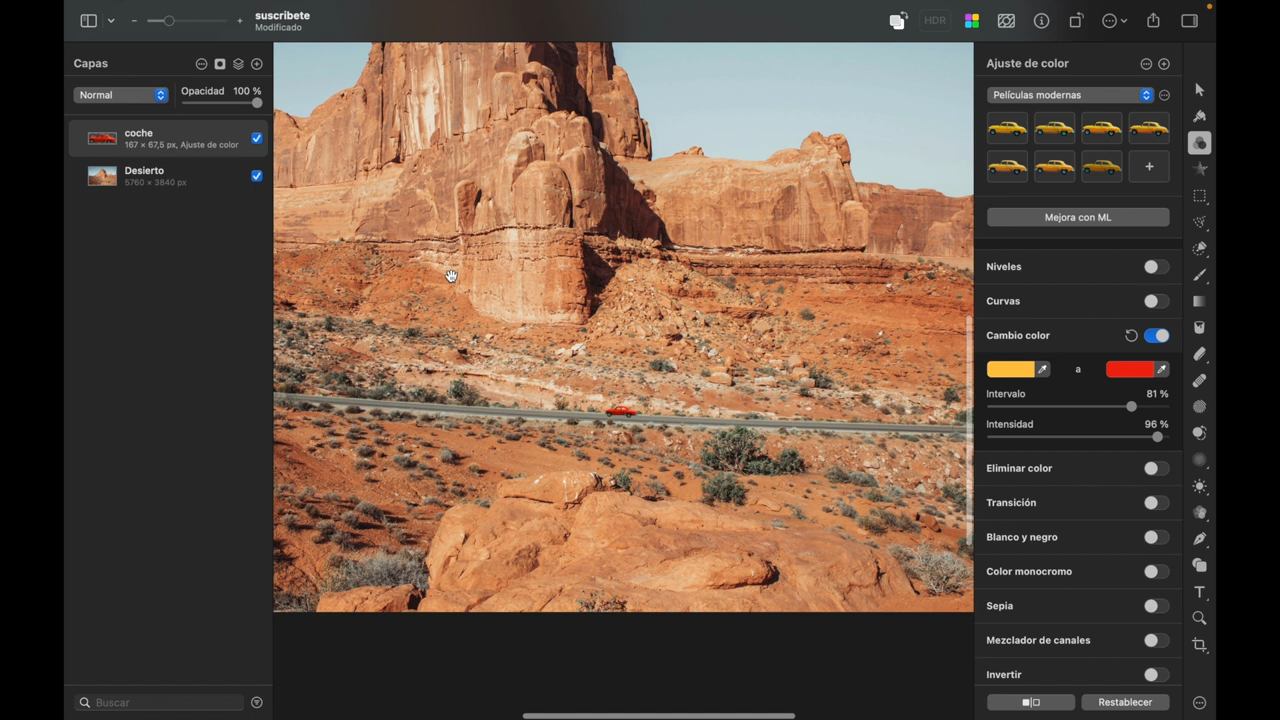 suscribete
Modificado
HDR
Capas
Normal
Opacidad 100 %
coche
167 × 67,5 px, Ajuste de color
Desierto
5760 × 3840 px
Buscar
Ajuste de color
Películas modernas
+
Mejora con ML
Niveles
Curvas
Cambio color
a
Intervalo 81 %
Intensidad 96 %
Eliminar color
Transición
Blanco y negro
Color monocromo
Sepia
Mezclador de canales
Invertir
Restablecer